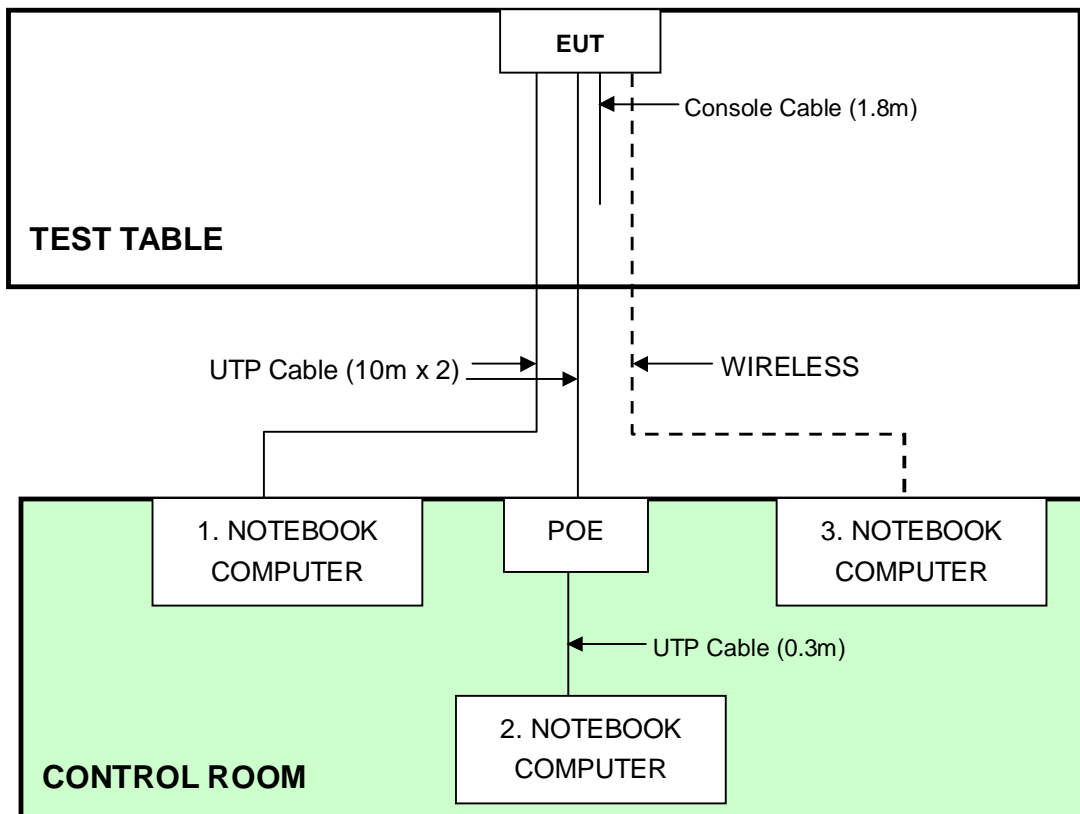 EUT
Console Cable (1.8m)
TEST TABLE
UTP Cable (10m x 2)
WIRELESS
1. NOTEBOOK
COMPUTER
POE
3. NOTEBOOK
COMPUTER
UTP Cable (0.3m)
2. NOTEBOOK
COMPUTER
CONTROL ROOM